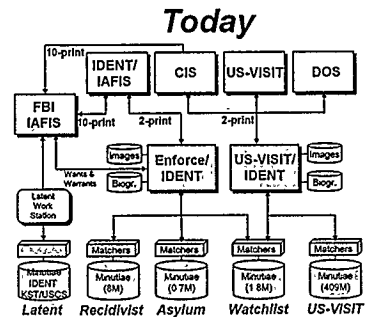 Today
10-print
IDENT/
IAFIS
CIS
US-VISIT
DOS
FBI
IAFIS
10-print
2-print
2-print
Wants &
Warrants
Images
Biogr.
Enforce/
IDENT
US-VISIT/
IDENT
Images
Biogr.
Latent
Work
Station
Matchers
Matchers
Matchers
Matchers
Minutiae
IDENT
KST/USCS
Minutiae
(8M)
Minutiae
(0 7M)
Minutiae
(1 8M)
Minutiae
(409M)
Latent
Recidivist
Asylum
Watchlist
US-VISIT